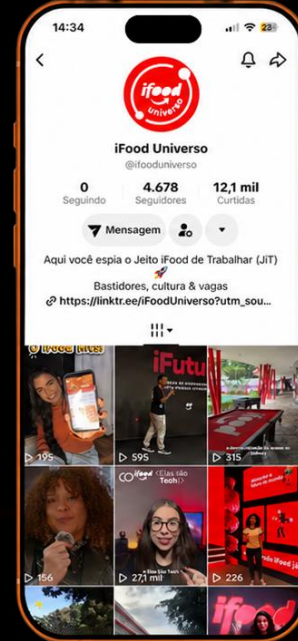 14:34
23
ifood
universo
iFood Universo
@ifooduniverso
0
Seguindo
4.678
Seguidores
12,1 mil
Curtidas
Mensagem
Aqui você espia o Jeito iFood de Trabalhar (JiT)
🚀
Bastidores, cultura & vagas
https://linktr.ee/iFoodUniverso?utm_sou...
195
iFutu
595
315
156
ifood <Elas são
Tech|>
27,1 mil
226
ifood